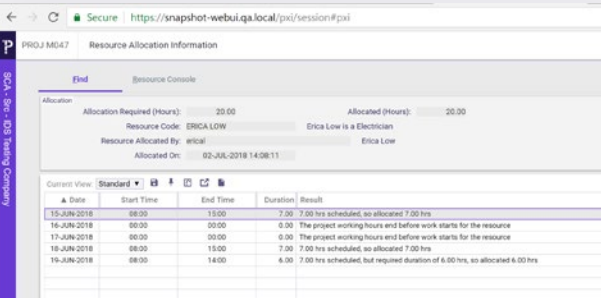 Secure https://snapshot-webui.qa.local/pxi/session#pxi
PROJ M047 Resource Allocation Information
SCA - Src - IDS Testing Company
Find Resource Console
Allocation
Allocation Required (Hours): 20.00 Allocated (Hours): 20.00
Resource Code: ERICA LOW Erica Low is a Electrician
Resource Allocated By: erical Erica Low
Allocated On: 02-JUL-2018 14:08:11
Current View: Standard
Date Start Time End Time Duration Result
15-JUN-2018 08:00 15:00 7.00 7.00 hrs scheduled, so allocated 7.00 hrs
16-JUN-2018 00:00 00:00 0.00 The project working hours end before work starts for the resource
17-JUN-2018 00:00 00:00 0.00 The project working hours end before work starts for the resource
18-JUN-2018 08:00 15:00 7.00 7.00 hrs scheduled, so allocated 7.00 hrs
19-JUN-2018 08:00 14:00 6.00 7.00 hrs scheduled, but required duration of 6.00 hrs, so allocated 6.00 hrs